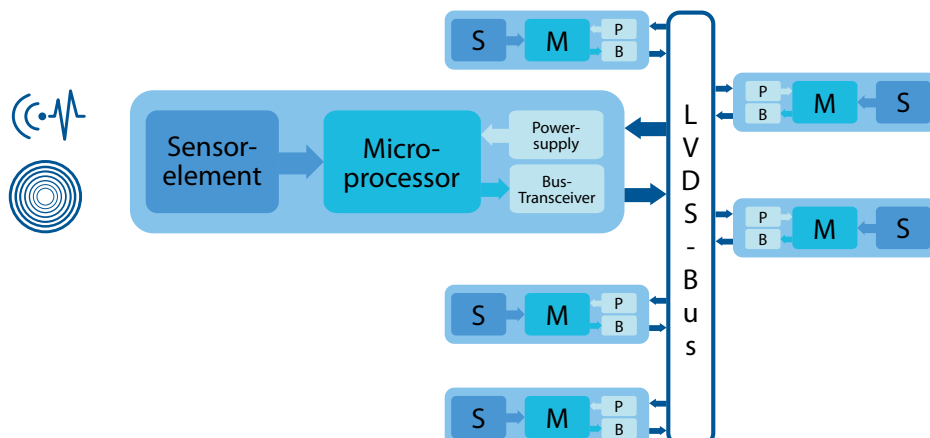 S
M
P
B
Sensor-
element
Micro-
processor
Power-
supply
Bus-
Transceiver
L
V
D
S
-
B
u
s
P
B
M
S
P
B
M
S
S
M
P
B
S
M
P
B